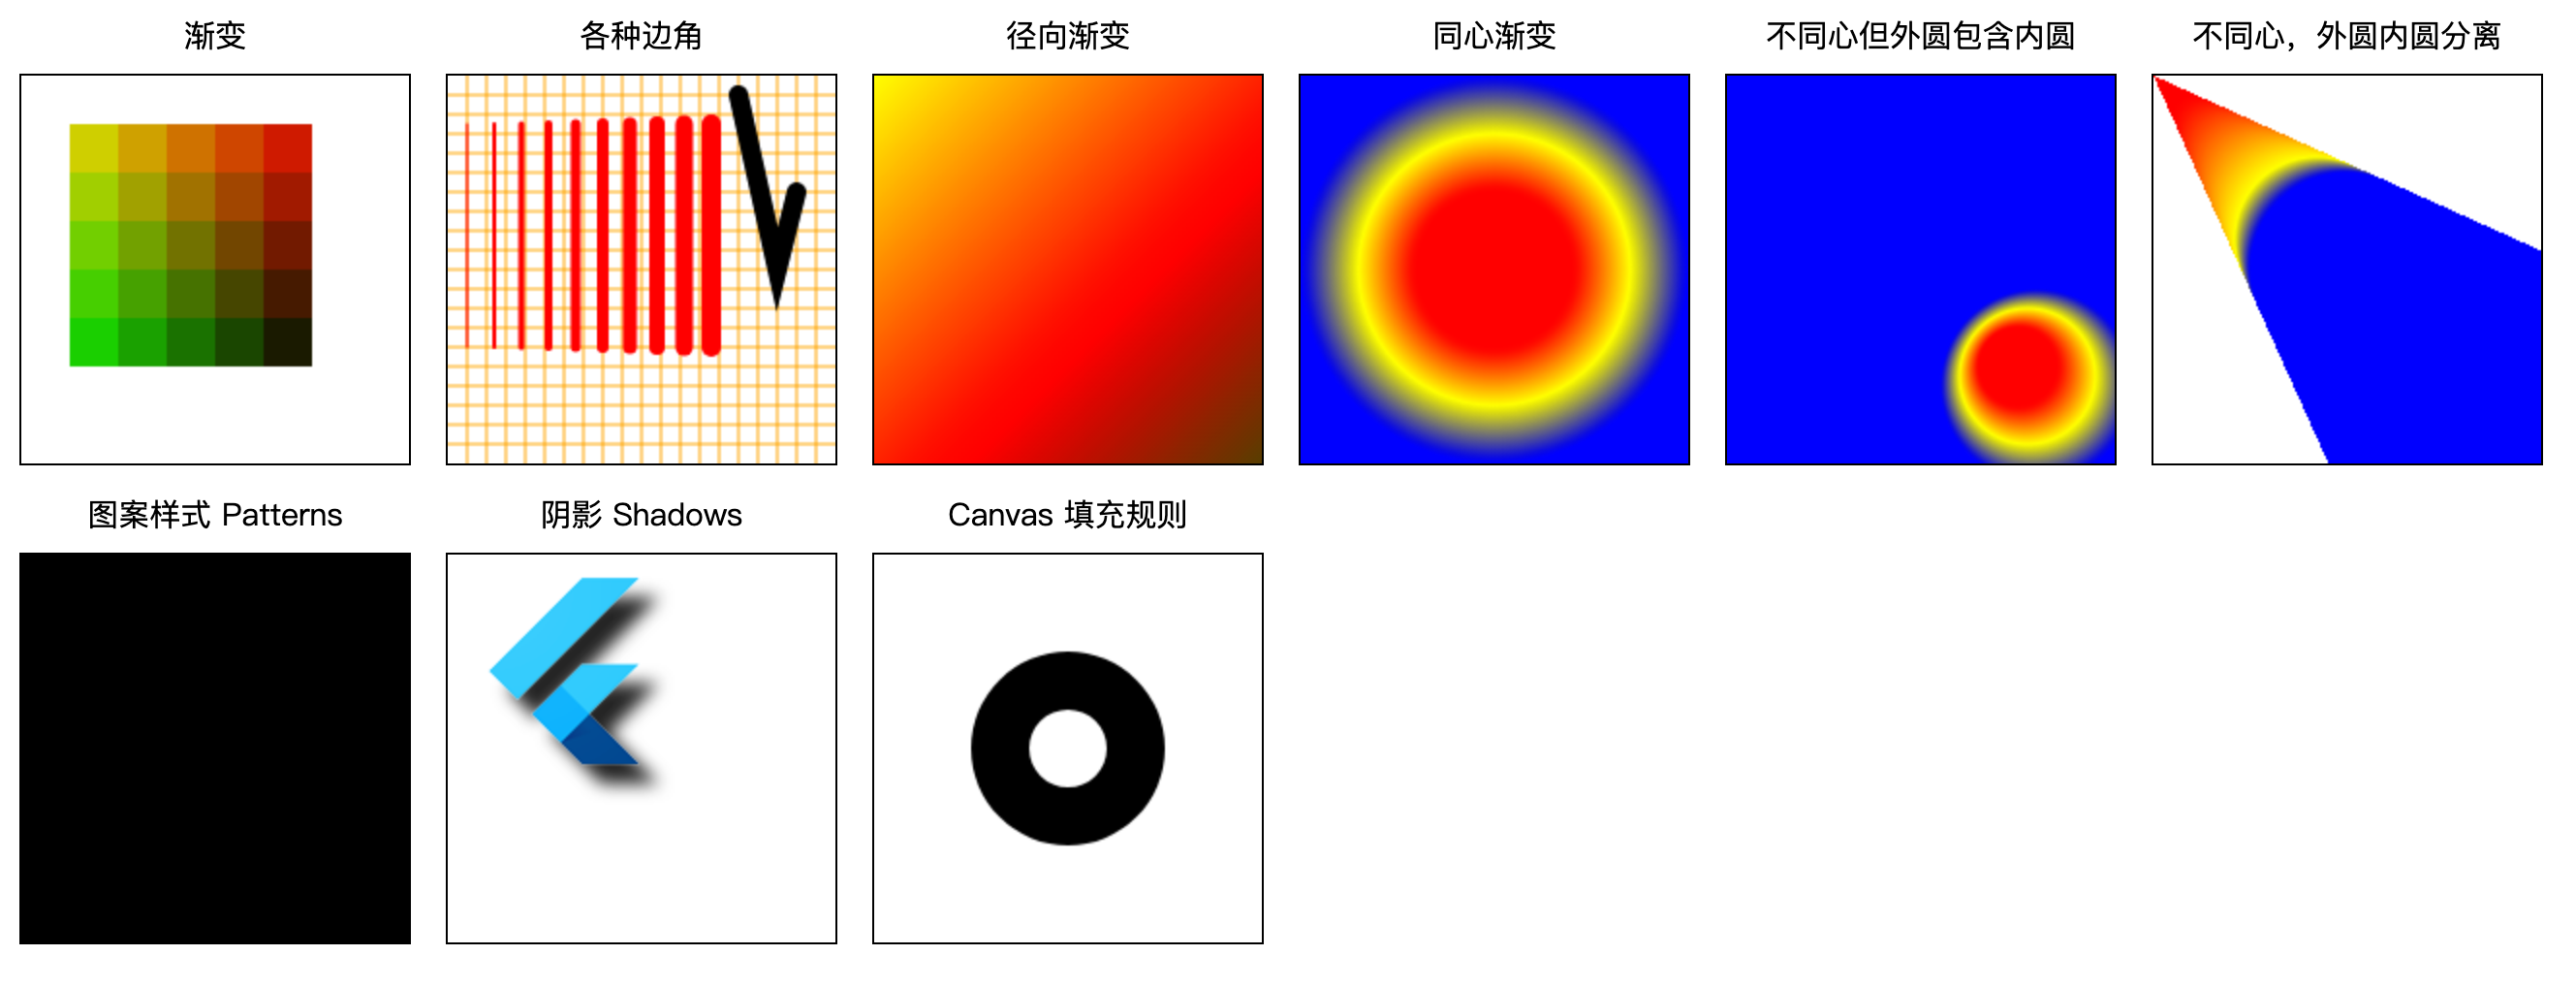 渐变
各种边角
径向渐变
同心渐变
不同心但外圆包含内圆
不同心，外圆内圆分离
图案样式 Patterns
阴影 Shadows
Canvas 填充规则